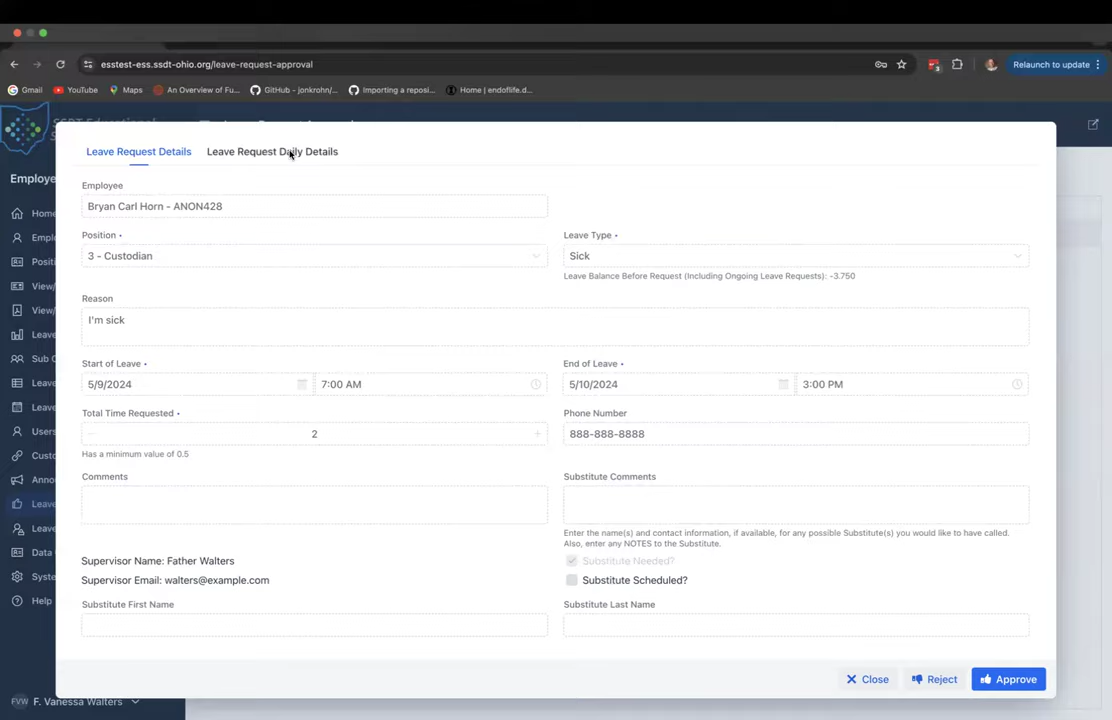 esstest-ess.ssdt-ohio.org/leave-request-approval
Relaunch to update
Gmail
YouTube
Maps
An Overview of Fu...
GitHub - jonkrohn/...
Importing a reposi...
Home | endoflife.d...
SSDT Educational
Leave Request Details
Leave Request Daily Details
Employee
Bryan Carl Horn - ANON428
Position •
3 - Custodian
Leave Type •
Sick
Leave Balance Before Request (Including Ongoing Leave Requests): -3.750
Reason
I'm sick
Start of Leave •
5/9/2024
7:00 AM
End of Leave •
5/10/2024
3:00 PM
Total Time Requested •
2
Has a minimum value of 0.5
Phone Number
888-888-8888
Comments
Substitute Comments
Enter the name(s) and contact information, if available, for any possible Substitute(s) you would like to have called.
Also, enter any NOTES to the Substitute.
Supervisor Name: Father Walters
Supervisor Email: walters@example.com
Substitute Needed?
Substitute Scheduled?
Substitute First Name
Substitute Last Name
Close
Reject
Approve
Employe
Home
Emplo
Positi
View/
View/
Leave
Sub C
Leave
Leave
Users
Custo
Anno
Leave
Leave
Data
Syste
Help
FVW F. Vanessa Walters